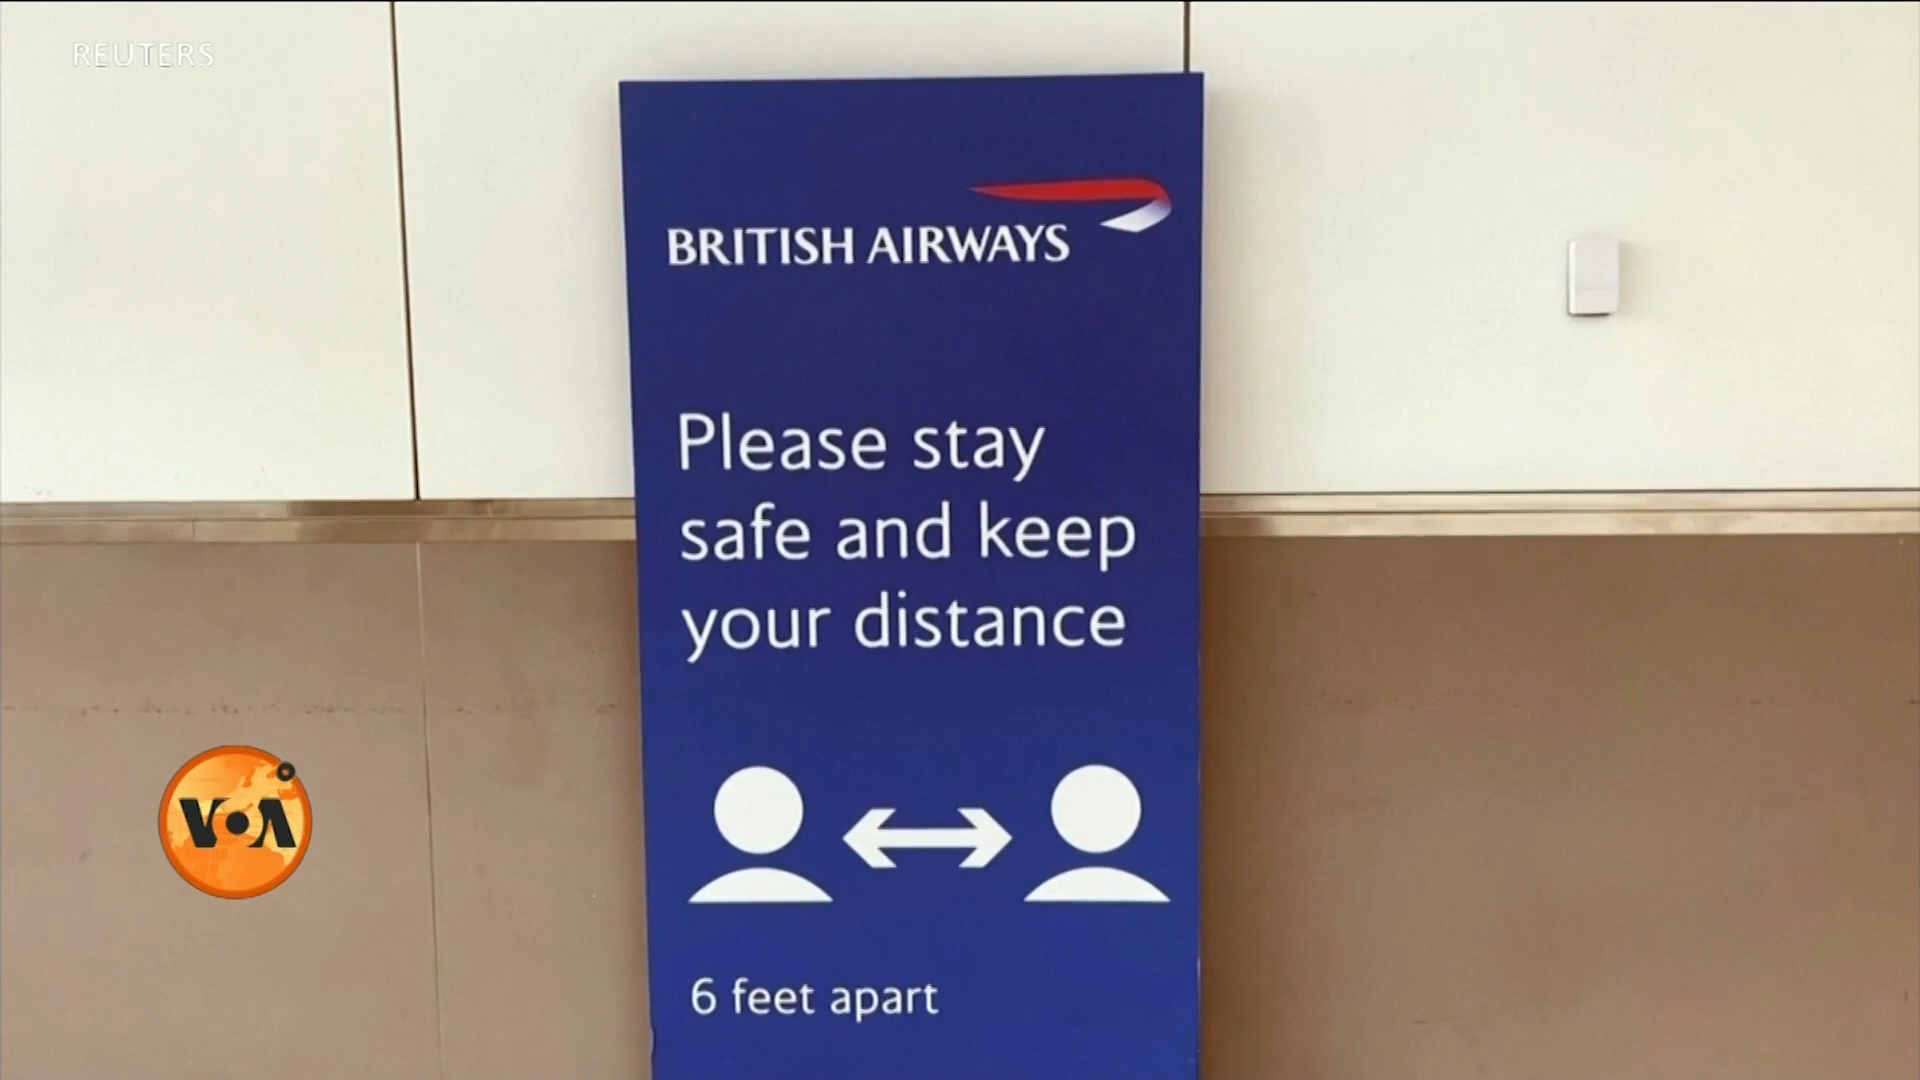 REUTERS
BRITISH AIRWAYS
Please stay
safe and keep
your distance
6 feet apart
VOA